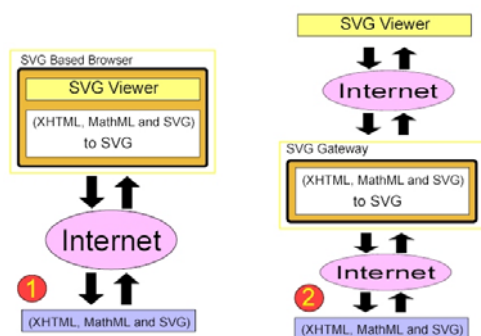 SVG Based Browser
SVG Viewer
(XHTML, MathML and SVG)
to SVG
Internet
1
(XHTML, MathML and SVG)
SVG Viewer
Internet
SVG Gateway
(XHTML, MathML and SVG)
to SVG
Internet
2
(XHTML, MathML and SVG)